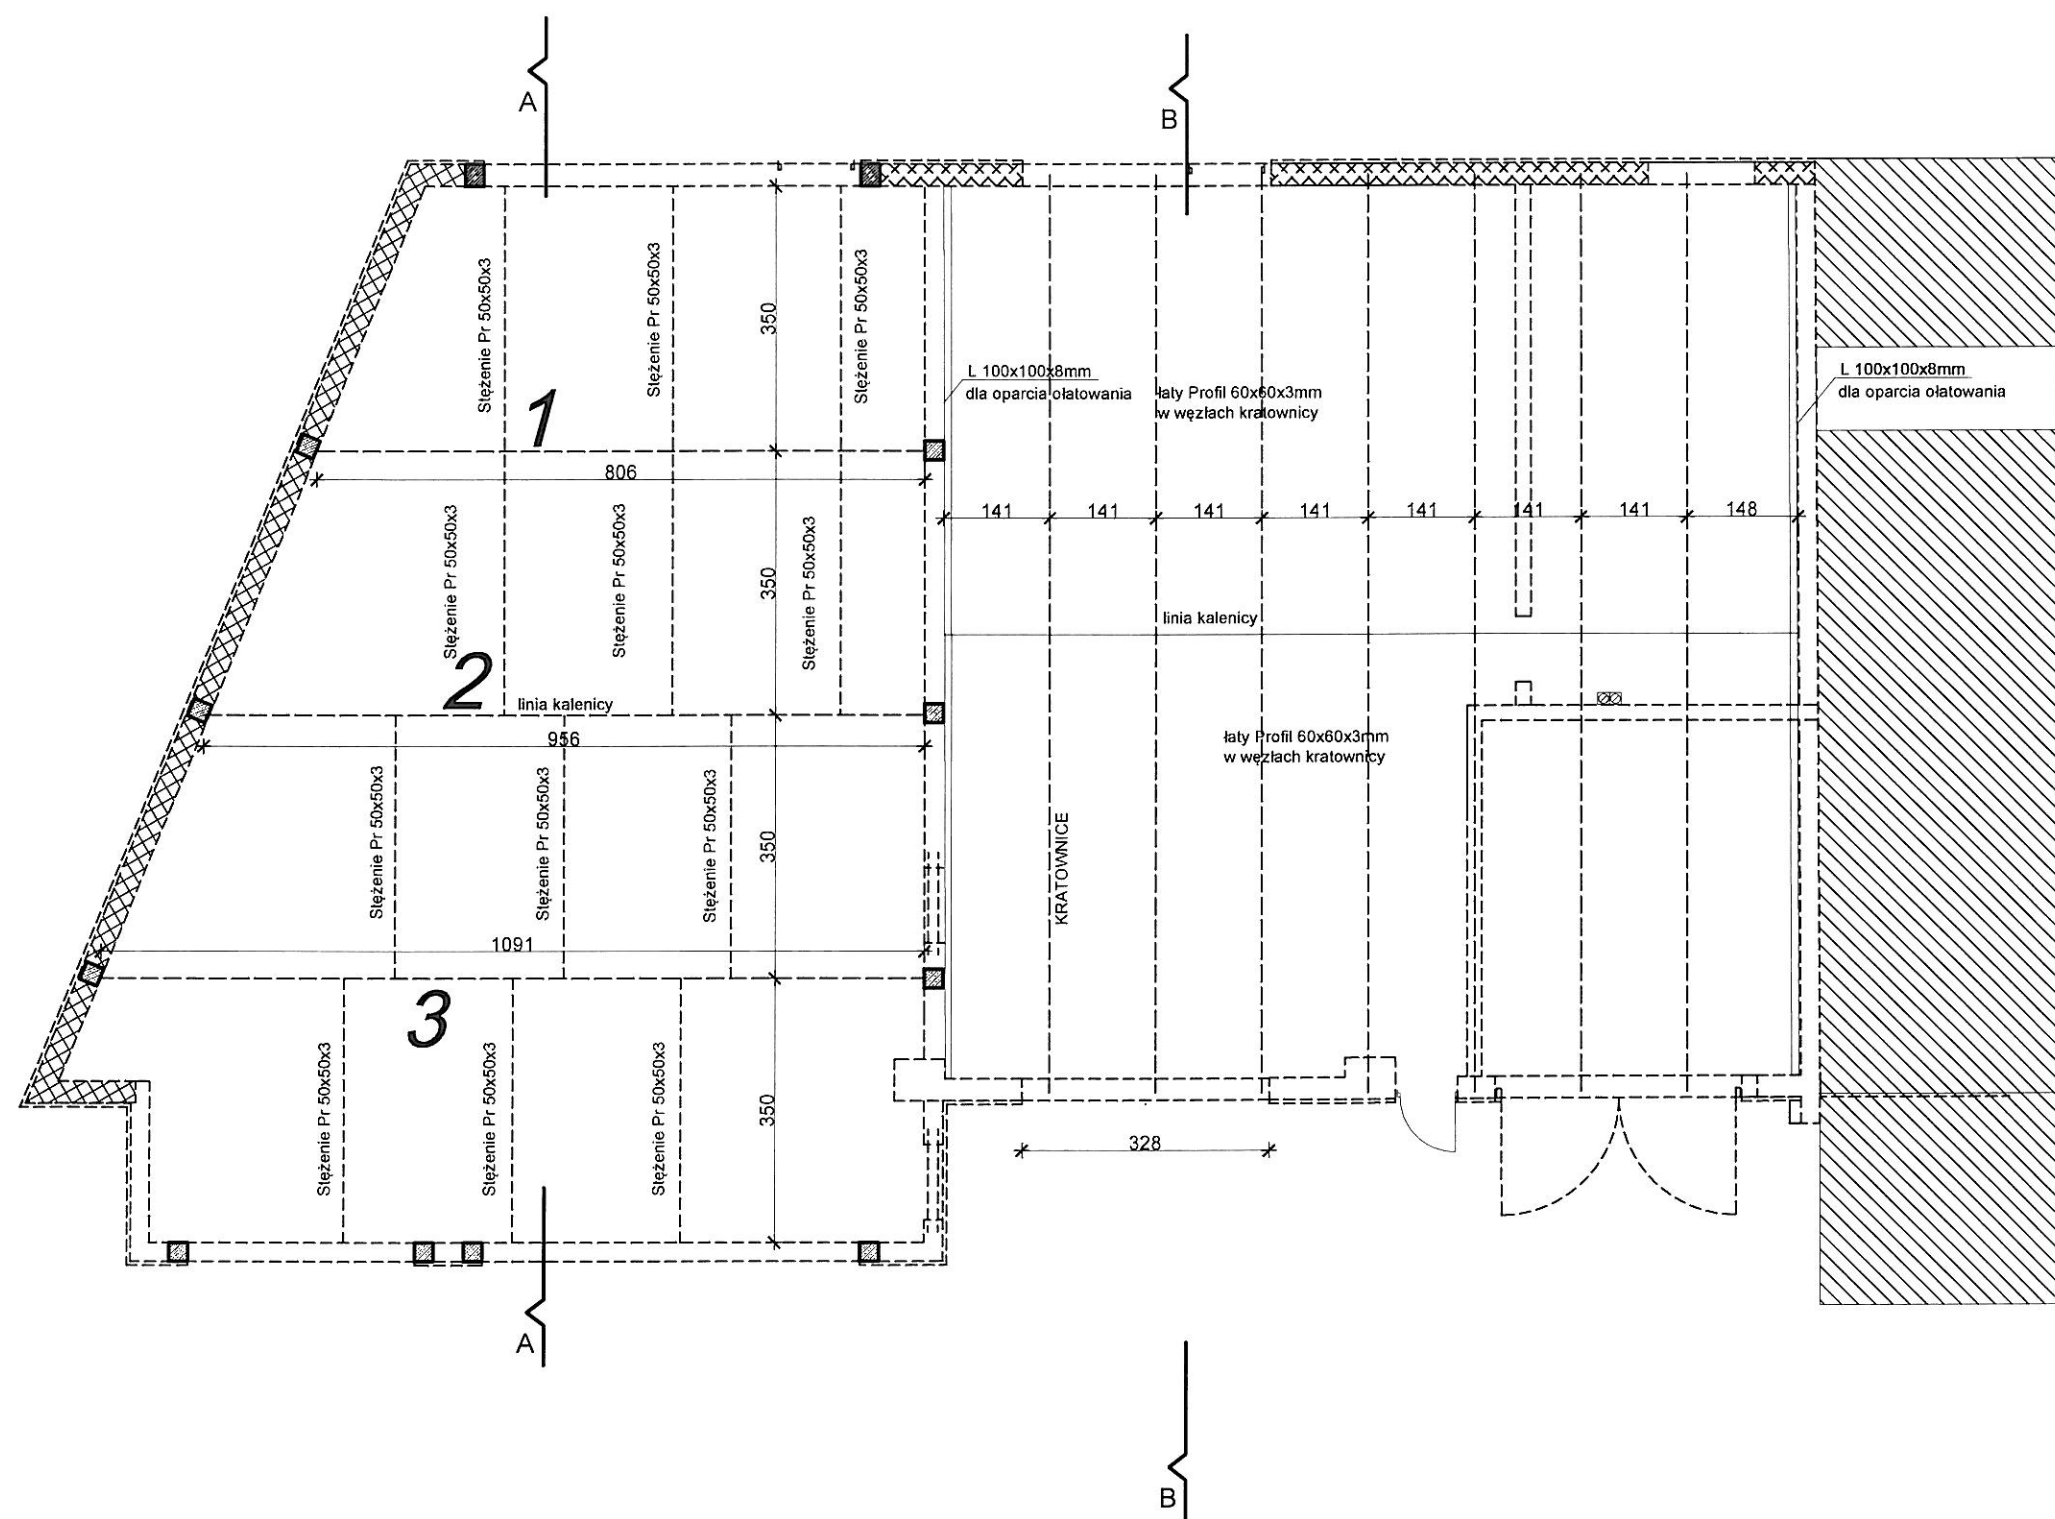 A
B
Stężenie Pr 50x50x3
Stężenie Pr 50x50x3
Stężenie Pr 50x50x3
350
L 100x100x8mm
dla oparcia ołatowania
łaty Profil 60x60x3mm
w węzłach kratownicy
L 100x100x8mm
dla oparcia ołatowania
1
806
141
141
141
141
141
141
141
148
Stężenie Pr 50x50x3
Stężenie Pr 50x50x3
Stężenie Pr 50x50x3
350
linia kalenicy
2
linia kalenicy
956
łaty Profil 60x60x3mm
w węzłach kratownicy
Stężenie Pr 50x50x3
Stężenie Pr 50x50x3
Stężenie Pr 50x50x3
350
KRATOWNICE
1091
3
Stężenie Pr 50x50x3
Stężenie Pr 50x50x3
Stężenie Pr 50x50x3
350
328
A
B